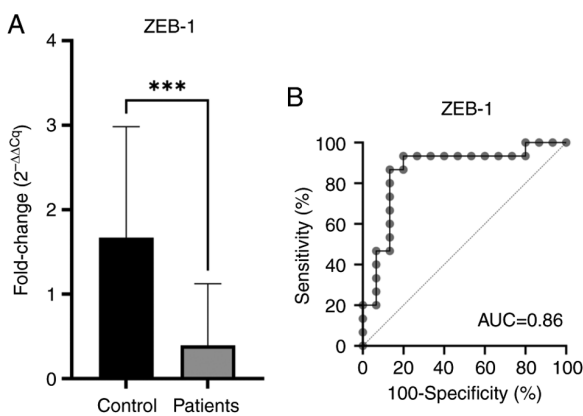 A
ZEB-1
4
3
2
1
0
Fold-change (2−ΔΔCq)
***
Control Patients
B
ZEB-1
100
80
60
40
20
0
Sensitivity (%)
AUC=0.86
0 20 40 60 80 100
100-Specificity (%)